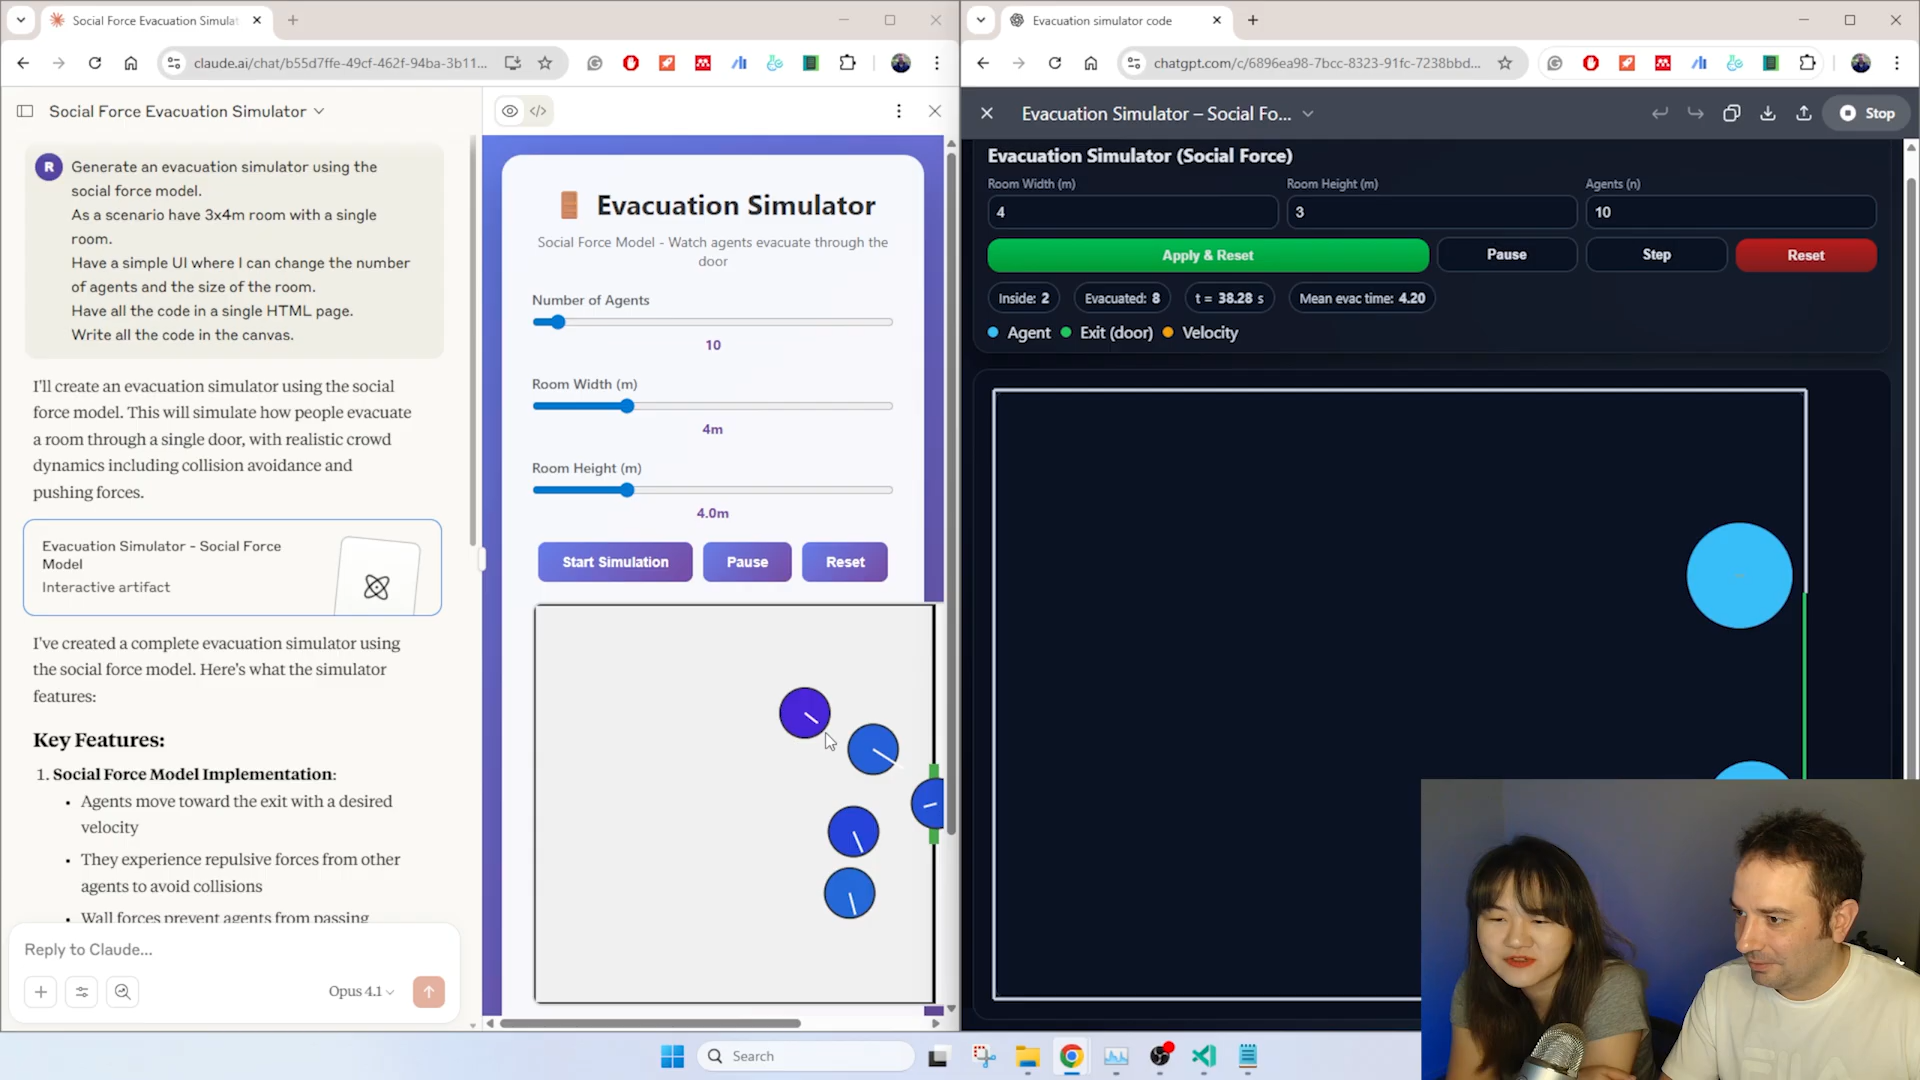 Social Force Evacuation Simulat
claude.ai/chat/b55d7ffe-49cf-462f-94ba-3b11...
Social Force Evacuation Simulator
R
Generate an evacuation simulator using the
social force model.
As a scenario have 3x4m room with a single
room.
Have a simple UI where I can change the number
of agents and the size of the room.
Have all the code in a single HTML page.
Write all the code in the canvas.
I'll create an evacuation simulator using the social
force model. This will simulate how people evacuate
a room through a single door, with realistic crowd
dynamics including collision avoidance and
pushing forces.
Evacuation Simulator - Social Force
Model
Interactive artifact
I've created a complete evacuation simulator using
the social force model. Here's what the simulator
features:
Key Features:
1. Social Force Model Implementation:
Agents move toward the exit with a desired
velocity
They experience repulsive forces from other
agents to avoid collisions
Wall forces prevent agents from passing
Reply to Claude...
Opus 4.1
Evacuation Simulator
Social Force Model - Watch agents evacuate through the
door
Number of Agents
10
Room Width (m)
4m
Room Height (m)
4.0m
Start Simulation
Pause
Reset
Evacuation simulator code
chatgpt.com/c/6896ea98-7bcc-8323-91fc-7238bbd...
Evacuation Simulator – Social Fo...
Stop
Evacuation Simulator (Social Force)
Room Width (m)
Room Height (m)
Agents (n)
4
3
10
Apply & Reset
Pause
Step
Reset
Inside: 2
Evacuated: 8
t = 38.28 s
Mean evac time: 4.20
Agent
Exit (door)
Velocity
Search